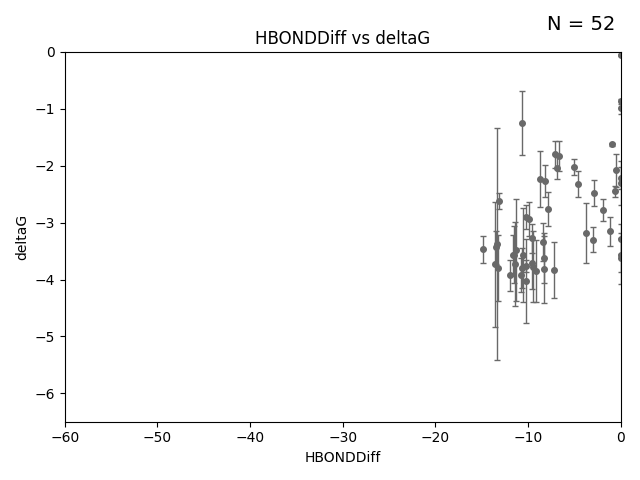 N = 52
HBONDDiff vs deltaG
0
−1
−2
−3
−4
−5
−6
deltaG
−60 −50 −40 −30 −20 −10 0
HBONDDiff